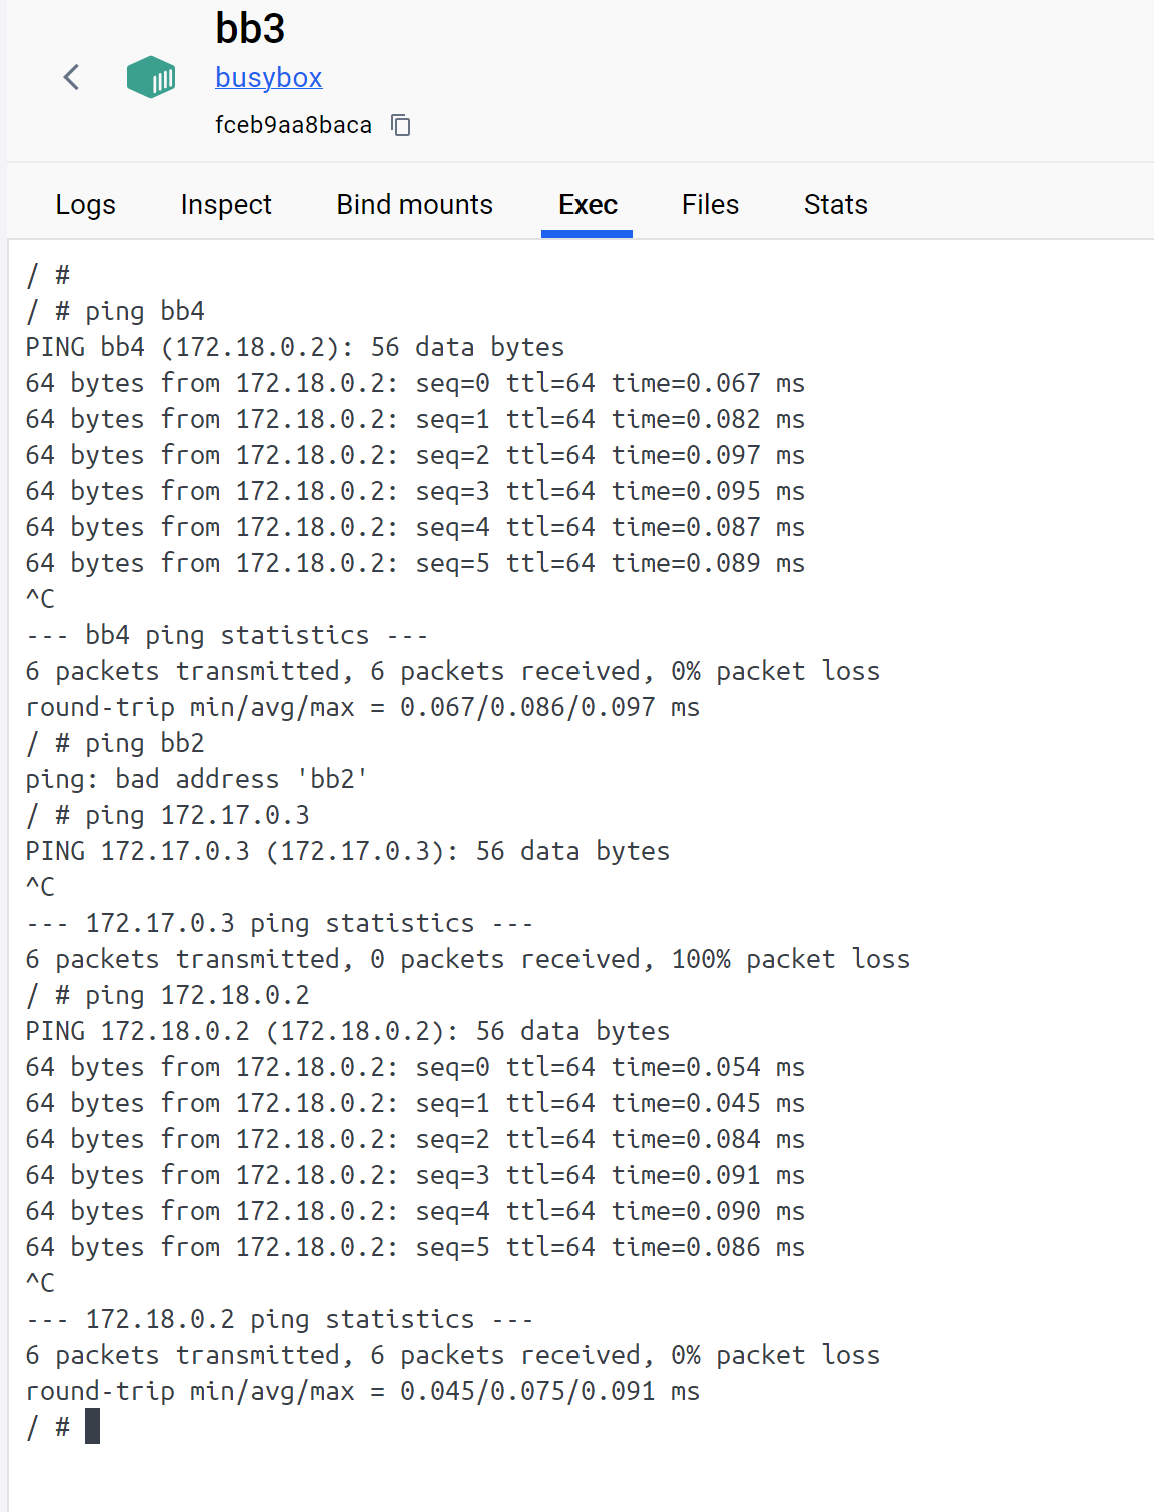 bb3
busybox
fceb9aa8baca
Logs Inspect Bind mounts Exec Files Stats
/ #
/ # ping bb4
PING bb4 (172.18.0.2): 56 data bytes
64 bytes from 172.18.0.2: seq=0 ttl=64 time=0.067 ms
64 bytes from 172.18.0.2: seq=1 ttl=64 time=0.082 ms
64 bytes from 172.18.0.2: seq=2 ttl=64 time=0.097 ms
64 bytes from 172.18.0.2: seq=3 ttl=64 time=0.095 ms
64 bytes from 172.18.0.2: seq=4 ttl=64 time=0.087 ms
64 bytes from 172.18.0.2: seq=5 ttl=64 time=0.089 ms
^C
--- bb4 ping statistics ---
6 packets transmitted, 6 packets received, 0% packet loss
round-trip min/avg/max = 0.067/0.086/0.097 ms
/ # ping bb2
ping: bad address 'bb2'
/ # ping 172.17.0.3
PING 172.17.0.3 (172.17.0.3): 56 data bytes
^C
--- 172.17.0.3 ping statistics ---
6 packets transmitted, 0 packets received, 100% packet loss
/ # ping 172.18.0.2
PING 172.18.0.2 (172.18.0.2): 56 data bytes
64 bytes from 172.18.0.2: seq=0 ttl=64 time=0.054 ms
64 bytes from 172.18.0.2: seq=1 ttl=64 time=0.045 ms
64 bytes from 172.18.0.2: seq=2 ttl=64 time=0.084 ms
64 bytes from 172.18.0.2: seq=3 ttl=64 time=0.091 ms
64 bytes from 172.18.0.2: seq=4 ttl=64 time=0.090 ms
64 bytes from 172.18.0.2: seq=5 ttl=64 time=0.086 ms
^C
--- 172.18.0.2 ping statistics ---
6 packets transmitted, 6 packets received, 0% packet loss
round-trip min/avg/max = 0.045/0.075/0.091 ms
/ #